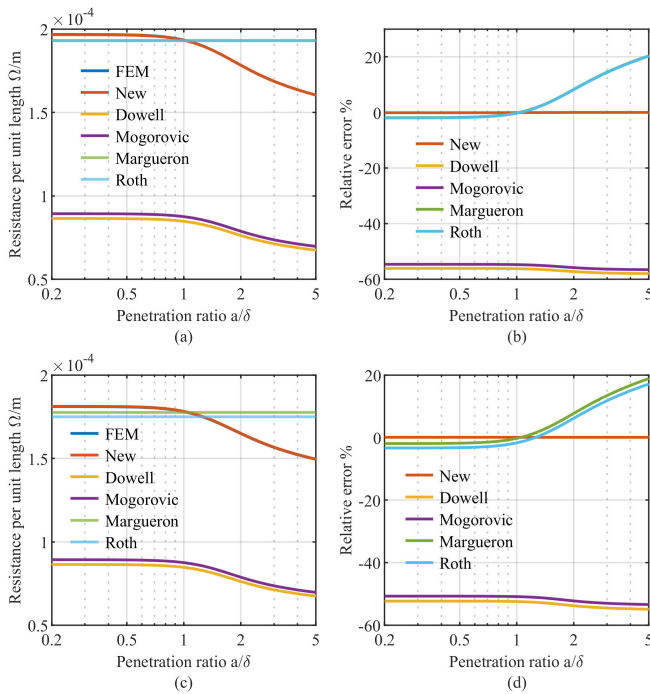 ×10⁻⁴
2
1.5
1
0.5
Resistance per unit length Ω/m
FEM
New
Dowell
Mogorovic
Margueron
Roth
0.2 0.5 1 2 5
Penetration ratio a/δ
(a)
20
0
-20
-40
-60
Relative error %
New
Dowell
Mogorovic
Margueron
Roth
0.2 0.5 1 2 5
Penetration ratio a/δ
(b)
×10⁻⁴
2
1.5
1
0.5
Resistance per unit length Ω/m
FEM
New
Dowell
Mogorovic
Margueron
Roth
0.2 0.5 1 2 5
Penetration ratio a/δ
(c)
20
0
-20
-40
-60
Relative error %
New
Dowell
Mogorovic
Margueron
Roth
0.2 0.5 1 2 5
Penetration ratio a/δ
(d)